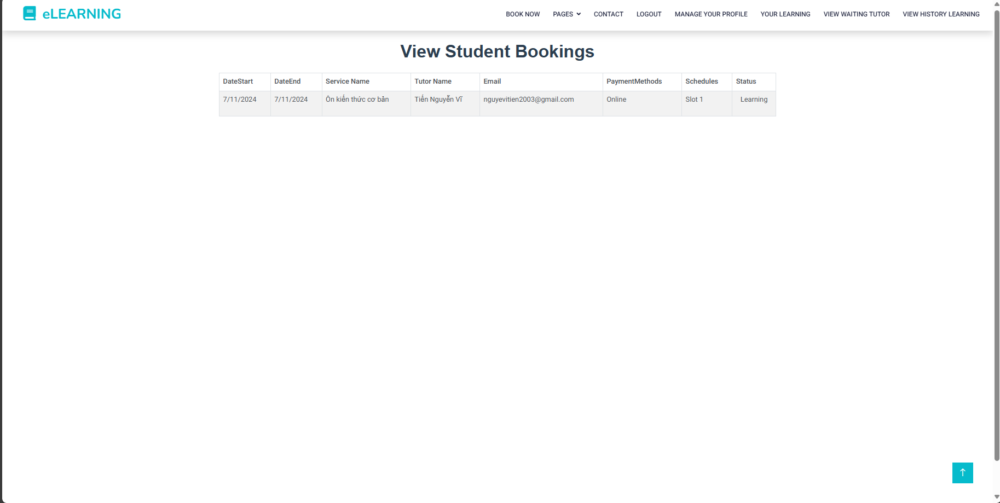 eLEARNING
BOOK NOW PAGES CONTACT LOGOUT MANAGE YOUR PROFILE YOUR LEARNING VIEW WAITING TUTOR VIEW HISTORY LEARNING
View Student Bookings
DateStart DateEnd Service Name Tutor Name Email PaymentMethods Schedules Status
7/11/2024 7/11/2024 Ôn kiến thức cơ bản Tiến Nguyễn Vĩ nguyevitien2003@gmail.com Online Slot 1 Learning